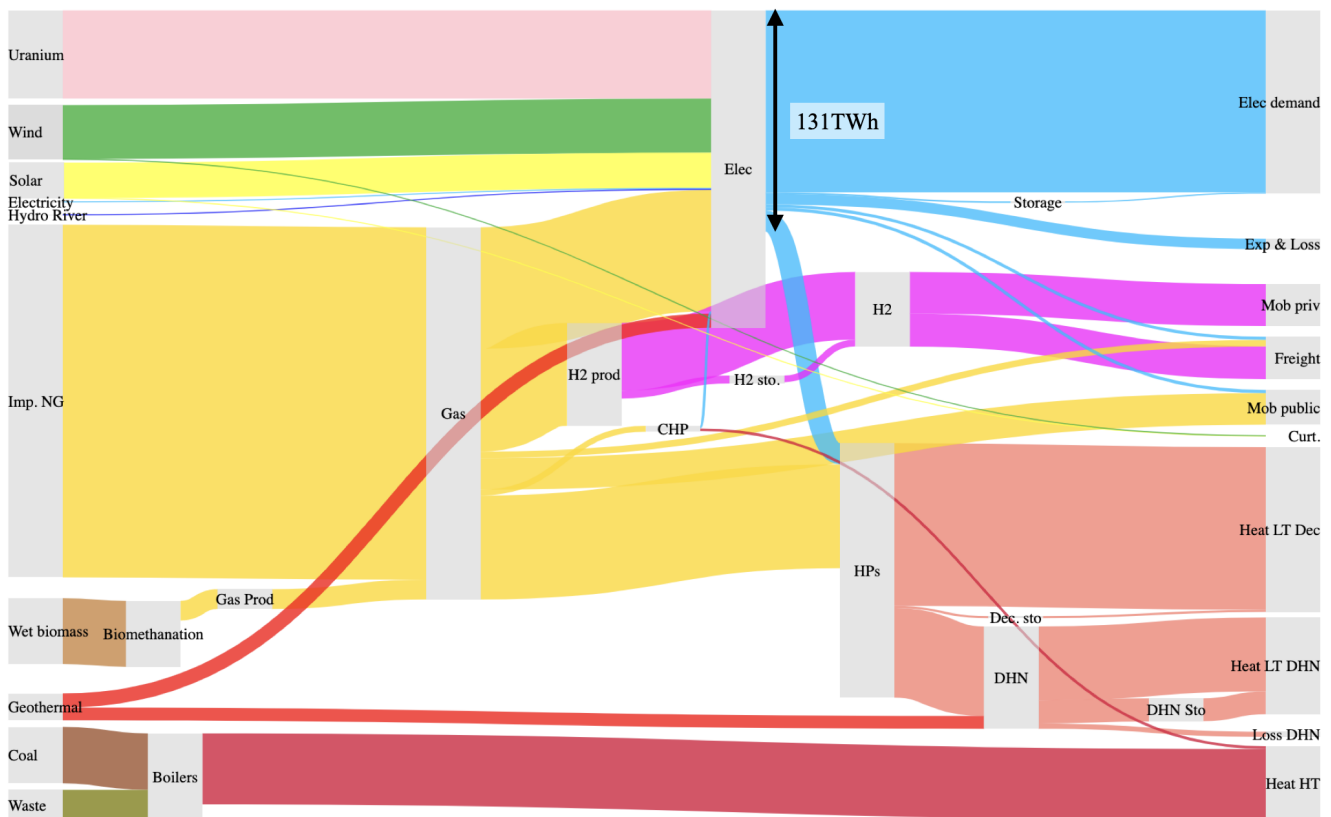 Uranium
Wind
Solar
Electricity
Hydro River
Imp. NG
Wet biomass
Geothermal
Coal
Waste
Biomethanation
Gas Prod
Boilers
Gas
H2 prod
CHP
H2 sto.
Elec
131TWh
H2
HPs
DHN
Dec. sto
DHN Sto
Storage
Elec demand
Exp & Loss
Mob priv
Freight
Mob public
Curt.
Heat LT Dec
Heat LT DHN
Loss DHN
Heat HT